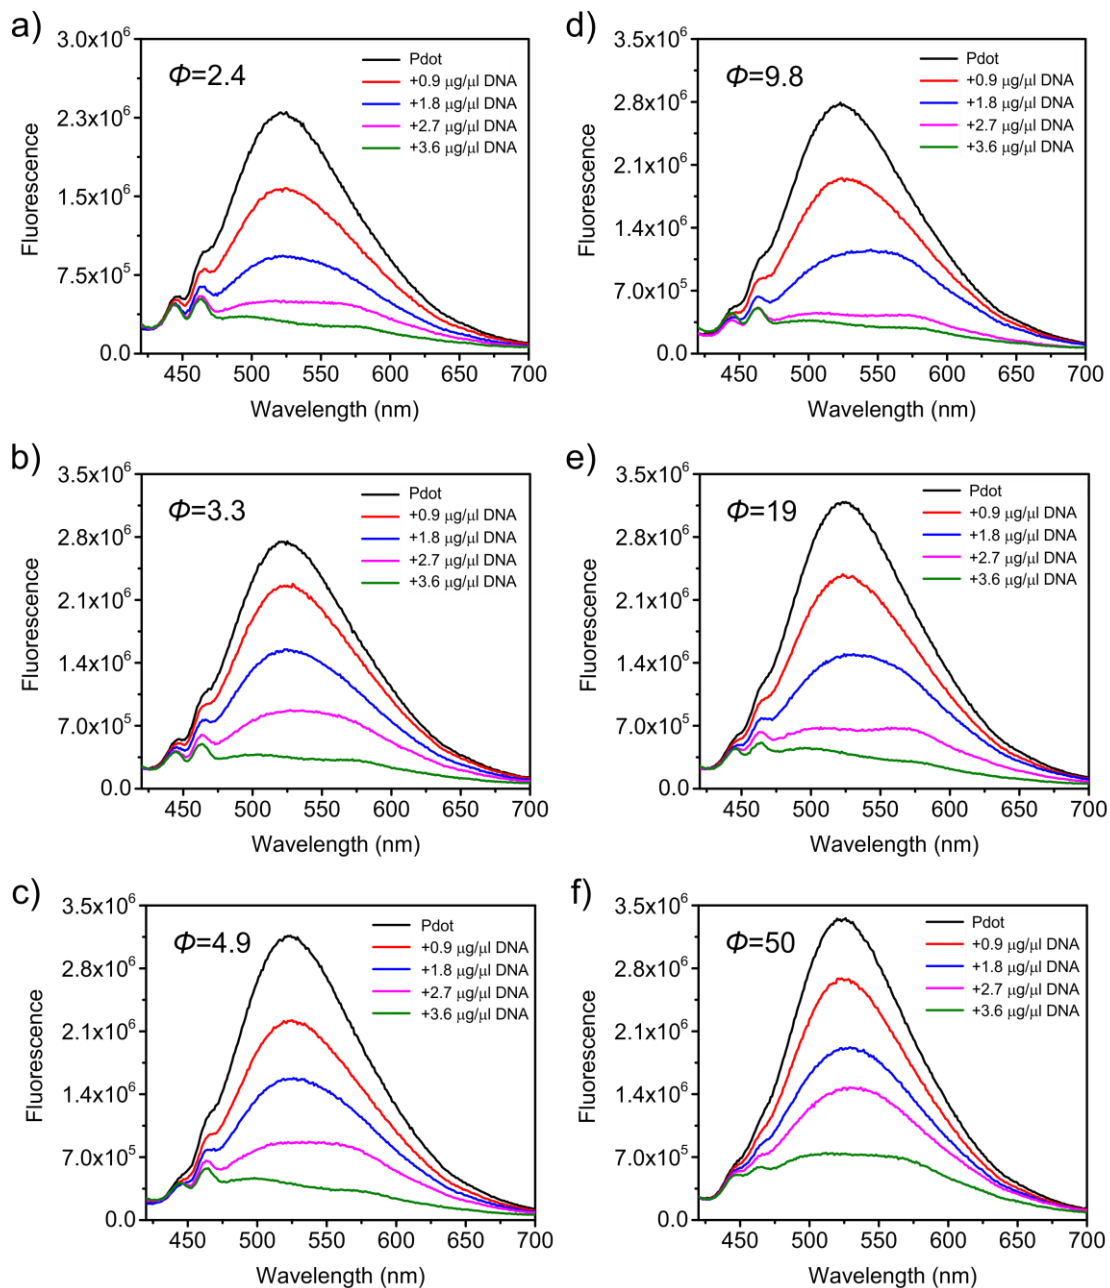 a)
Φ=2.4
Pdot
+0.9 μg/μl DNA
+1.8 μg/μl DNA
+2.7 μg/μl DNA
+3.6 μg/μl DNA
3.0x10⁶
2.3x10⁶
1.5x10⁶
7.5x10⁵
0.0
Fluorescence
450 500 550 600 650 700
Wavelength (nm)
d)
Φ=9.8
Pdot
+0.9 μg/μl DNA
+1.8 μg/μl DNA
+2.7 μg/μl DNA
+3.6 μg/μl DNA
3.5x10⁶
2.8x10⁶
2.1x10⁶
1.4x10⁶
7.0x10⁵
0.0
Fluorescence
450 500 550 600 650 700
Wavelength (nm)
b)
Φ=3.3
Pdot
+0.9 μg/μl DNA
+1.8 μg/μl DNA
+2.7 μg/μl DNA
+3.6 μg/μl DNA
3.5x10⁶
2.8x10⁶
2.1x10⁶
1.4x10⁶
7.0x10⁵
0.0
Fluorescence
450 500 550 600 650 700
Wavelength (nm)
e)
Φ=19
Pdot
+0.9 μg/μl DNA
+1.8 μg/μl DNA
+2.7 μg/μl DNA
+3.6 μg/μl DNA
3.5x10⁶
2.8x10⁶
2.1x10⁶
1.4x10⁶
7.0x10⁵
0.0
Fluorescence
450 500 550 600 650 700
Wavelength (nm)
c)
Φ=4.9
Pdot
+0.9 μg/μl DNA
+1.8 μg/μl DNA
+2.7 μg/μl DNA
+3.6 μg/μl DNA
3.5x10⁶
2.8x10⁶
2.1x10⁶
1.4x10⁶
7.0x10⁵
0.0
Fluorescence
450 500 550 600 650 700
Wavelength (nm)
f)
Φ=50
Pdot
+0.9 μg/μl DNA
+1.8 μg/μl DNA
+2.7 μg/μl DNA
+3.6 μg/μl DNA
3.5x10⁶
2.8x10⁶
2.1x10⁶
1.4x10⁶
7.0x10⁵
0.0
Fluorescence
450 500 550 600 650 700
Wavelength (nm)